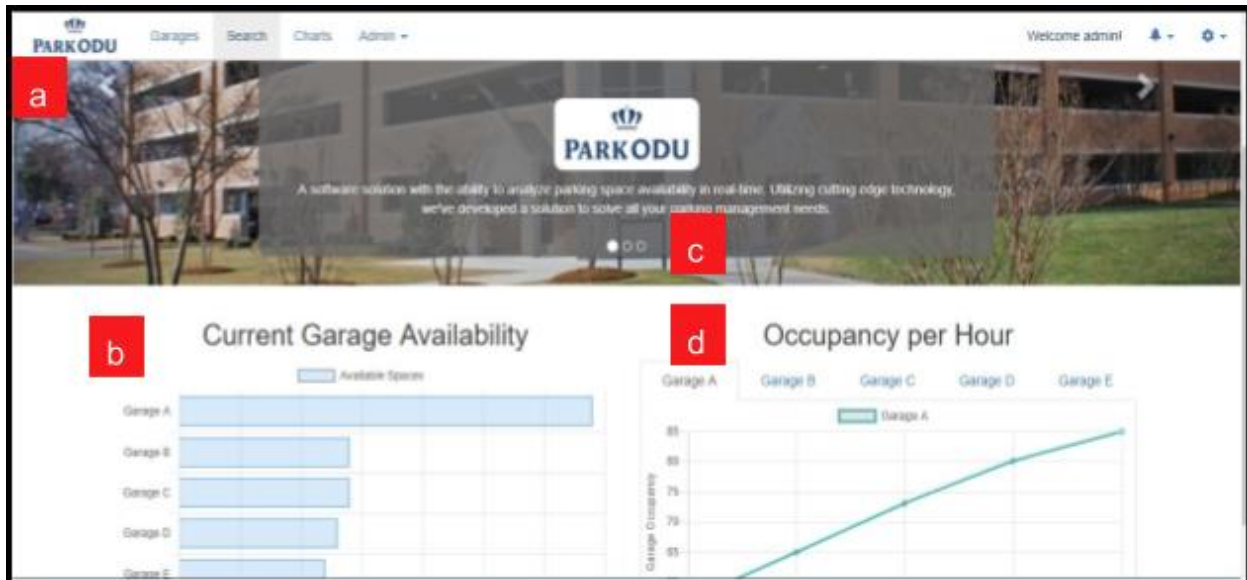 PARKODU Garages Search Charts Admin Welcome admin!
a
PARKODU
A software solution with the ability to analyze parking space availability in real-time. Utilizing cutting edge technology,
we've developed a solution to solve all your parking management needs.
c
b
Current Garage Availability
Available Spaces
Garage A
Garage B
Garage C
Garage D
Garage E
d
Occupancy per Hour
Garage A Garage B Garage C Garage D Garage E
Garage A
85
80
75
70
65
Garage Occupancy